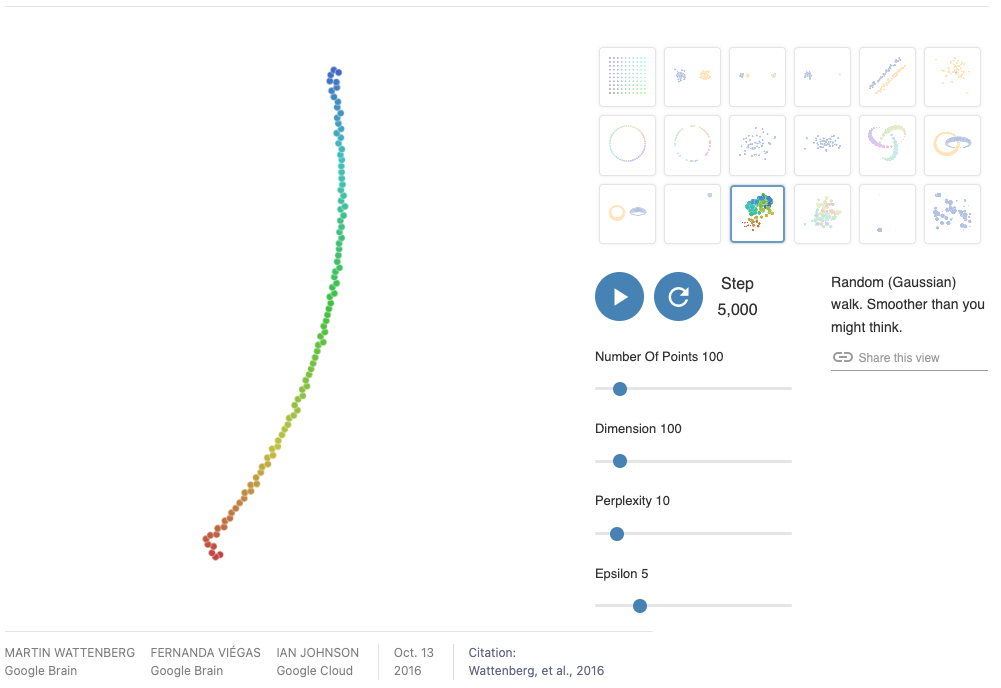 Step
5,000
Random (Gaussian)
walk. Smoother than you
might think.
Share this view
Number Of Points 100
Dimension 100
Perplexity 10
Epsilon 5
MARTIN WATTENBERG
Google Brain
FERNANDA VIÉGAS
Google Brain
IAN JOHNSON
Google Cloud
Oct. 13
2016
Citation:
Wattenberg, et al., 2016